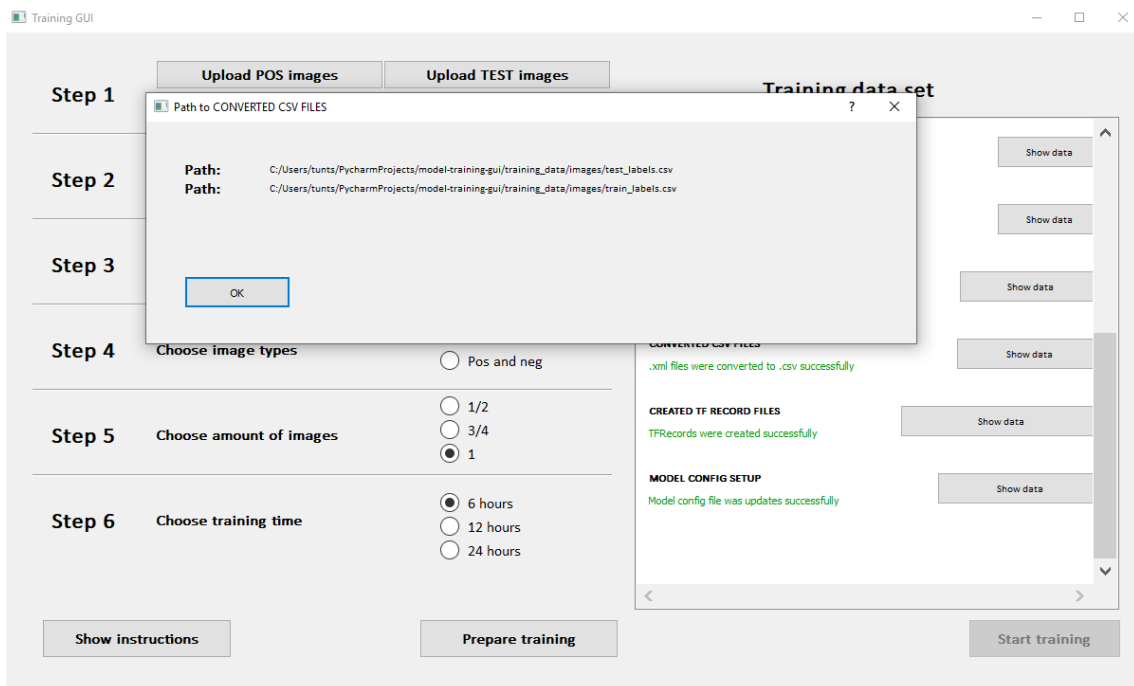 Training GUI
Upload POS images
Upload TEST images
Training data set
Step 1
Path to CONVERTED CSV FILES
?
Path: C:/Users/tunts/PycharmProjects/model-training-gui/training_data/images/test_labels.csv
Path: C:/Users/tunts/PycharmProjects/model-training-gui/training_data/images/train_labels.csv
OK
Show data
Step 2
Show data
Step 3
Show data
Step 4
Choose image types
Pos and neg
CONVERTED CSV FILES
.xml files were converted to .csv successfully
Show data
Step 5
Choose amount of images
1/2
3/4
1
CREATED TF RECORD FILES
TFRecords were created successfully
Show data
Step 6
Choose training time
6 hours
12 hours
24 hours
MODEL CONFIG SETUP
Model config file was updates successfully
Show data
Show instructions
Prepare training
Start training